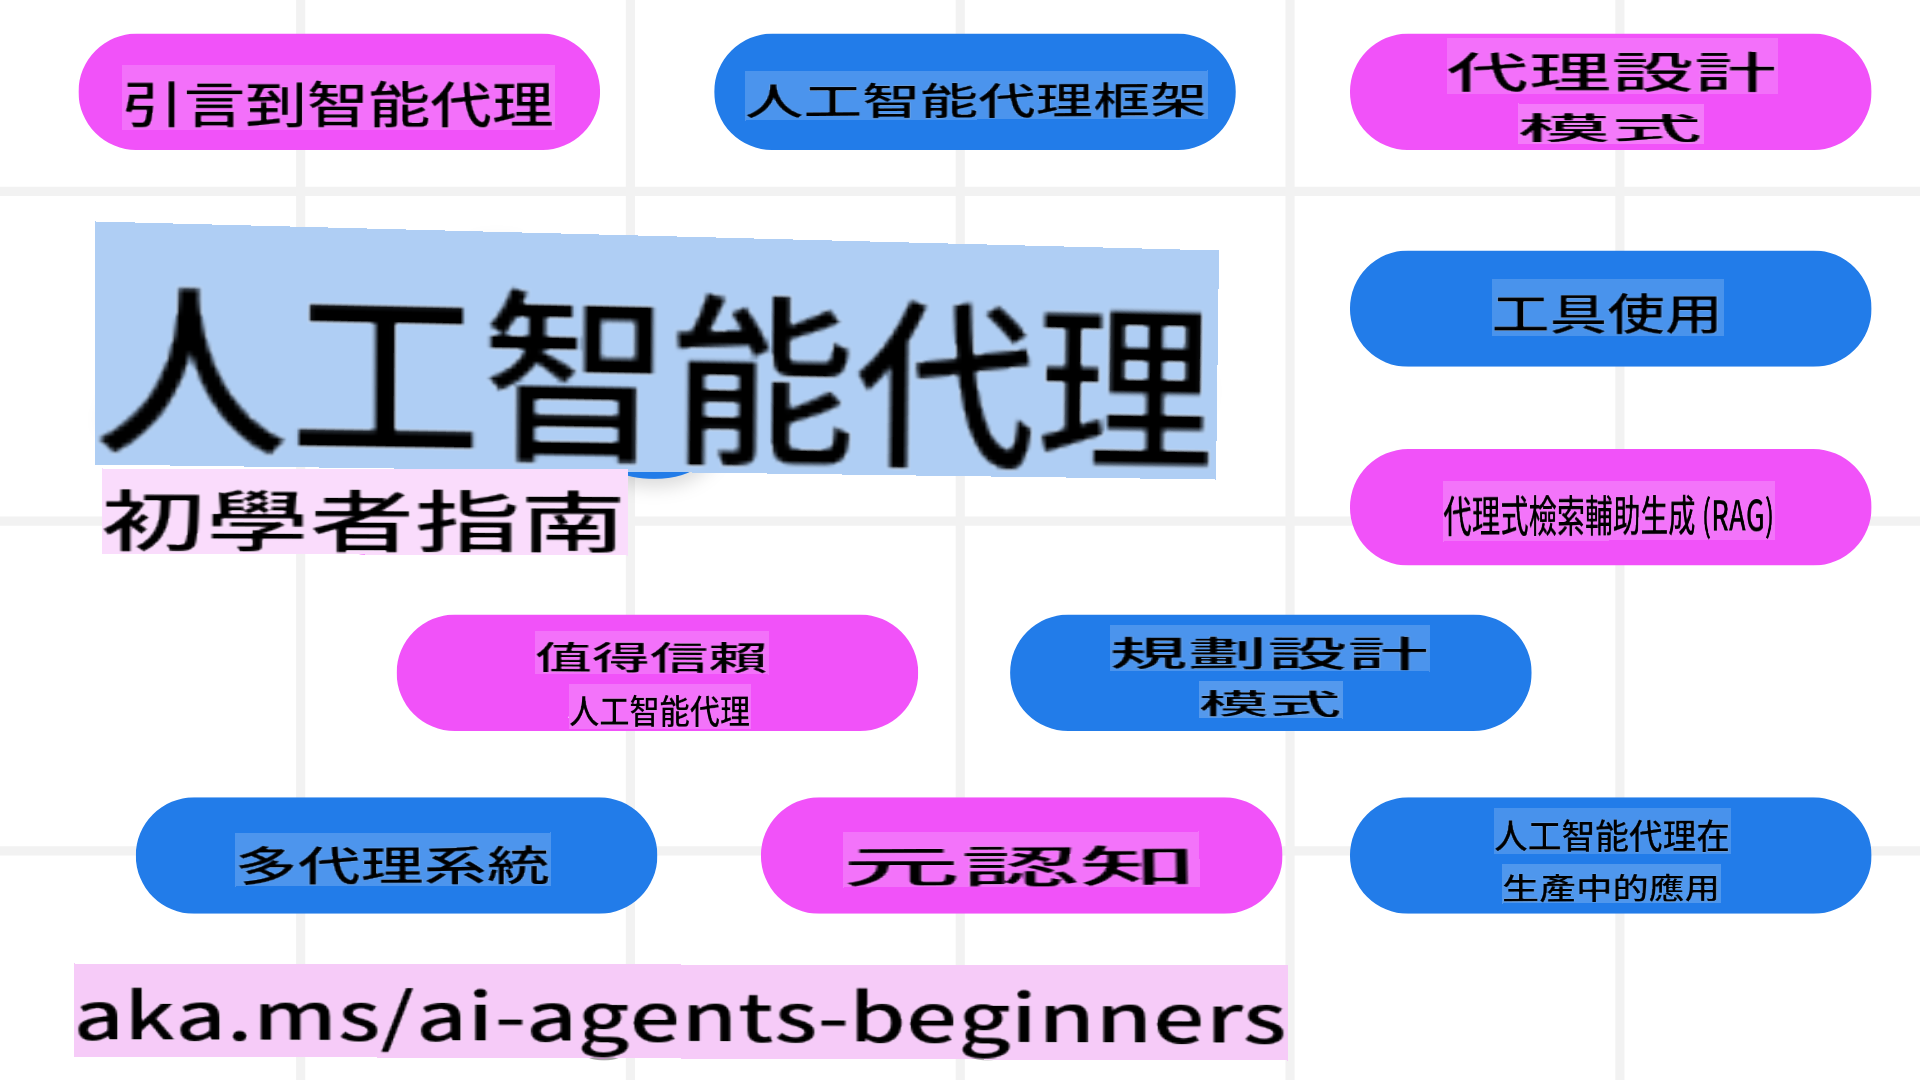 引言到智能代理
人工智能代理框架
代理設計
模式
人工智能代理
初學者指南
工具使用
代理式檢索輔助生成 (RAG)
值得信賴
人工智能代理
規劃設計
模式
多代理系統
元認知
人工智能代理在
生產中的應用
aka.ms/ai-agents-beginners